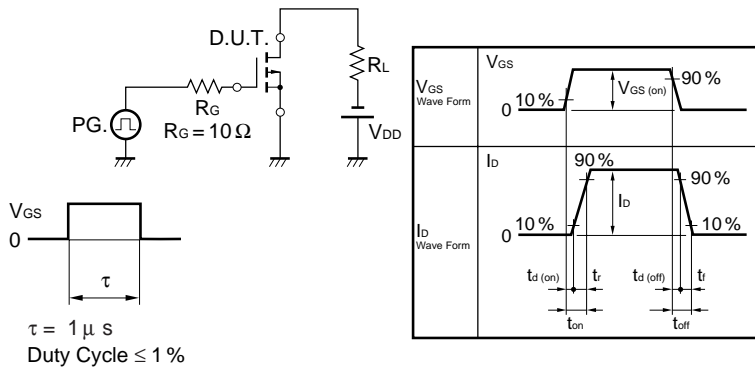 D.U.T.
RL
RG
PG.
RG = 10 Ω
VDD
VGS
0
τ
τ = 1 μ s
Duty Cycle ≤ 1 %
VGS
Wave Form
VGS
10 %
0
VGS (on)
90 %
ID
Wave Form
ID
90 %
90 %
10 %
ID
10 %
0
td (on)
tr
td (off)
tf
ton
toff